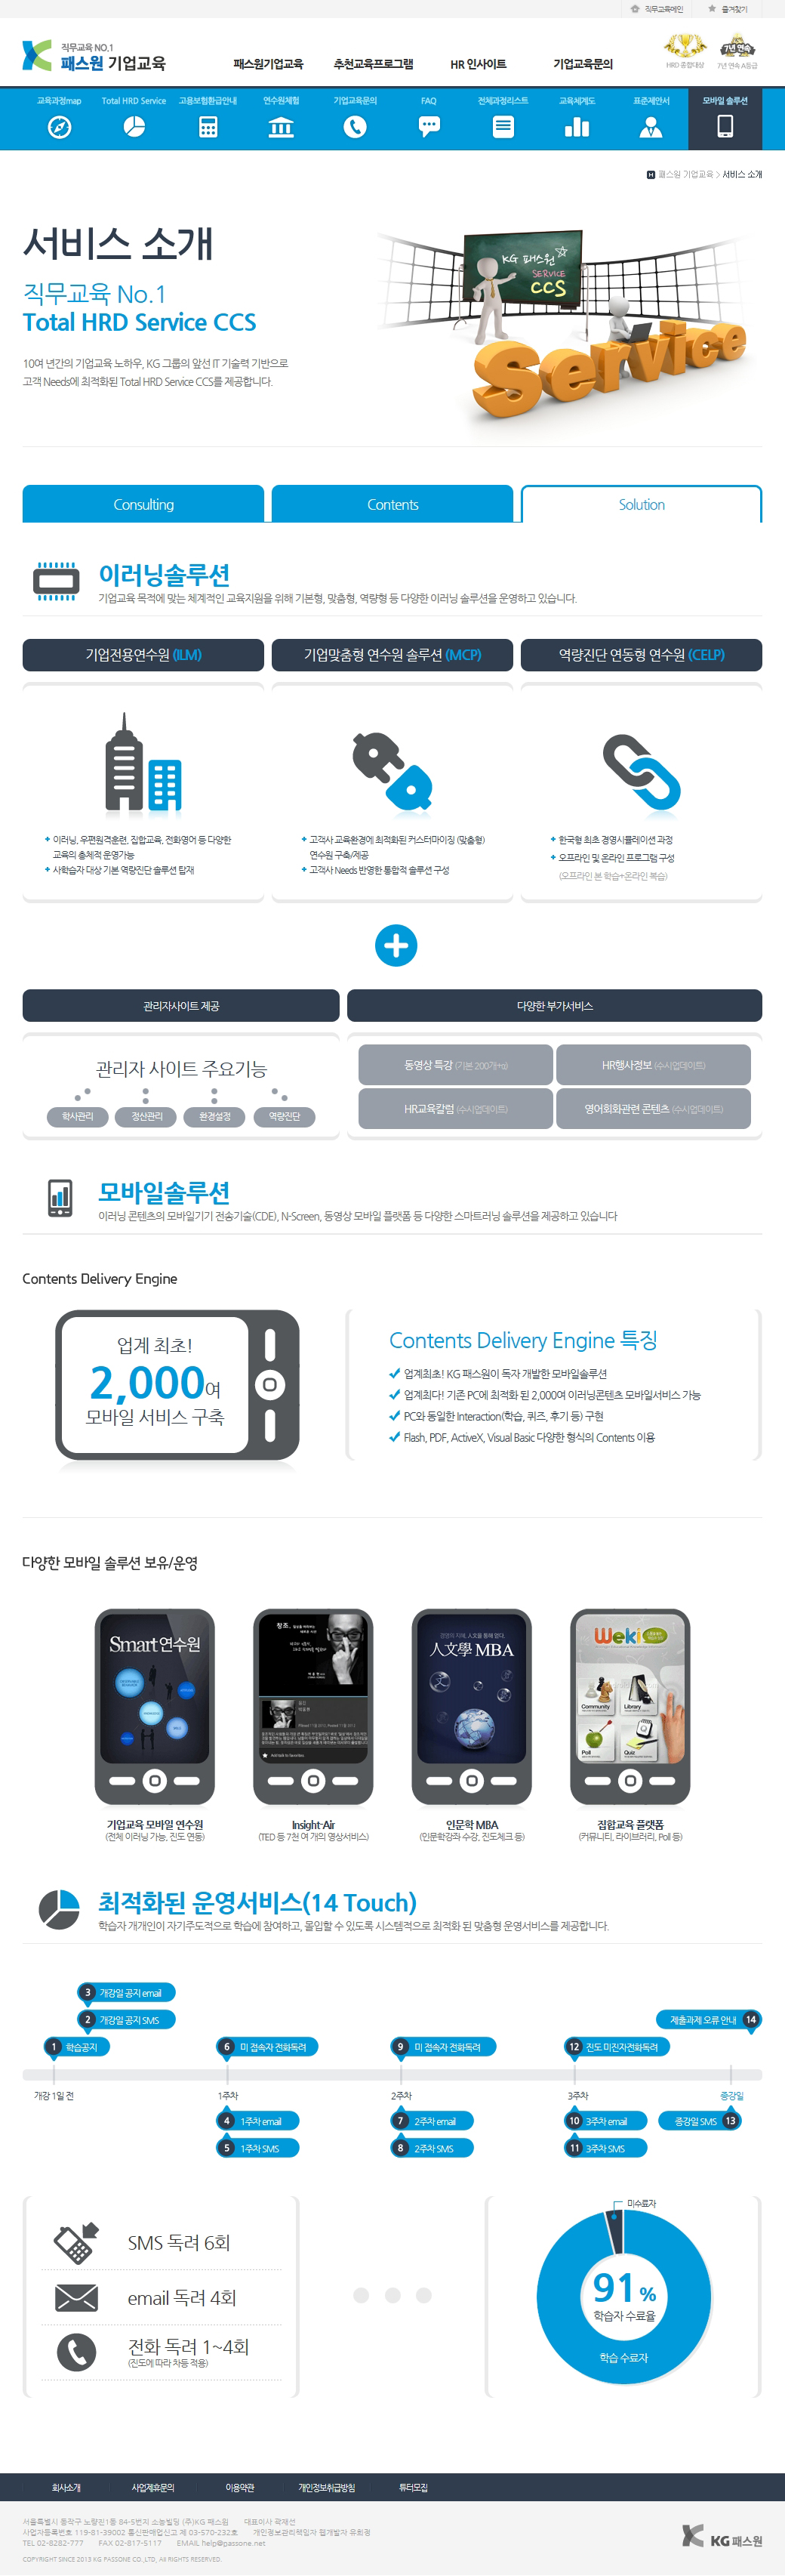 직무교육메인
즐겨찾기
직무교육 NO.1
패스원 기업교육
패스원기업교육
추천교육프로그램
HR 인사이트
기업교육문의
HRD 종합대상
7년 연속
7년 연속 A등급
교육과정map
Total HRD Service
고용보험환급안내
연수원체험
기업교육문의
FAQ
전체과정리스트
교육체계도
표준제안서
모바일 솔루션
H 패스원 기업교육 > 서비스 소개
서비스 소개
직무교육 No.1
Total HRD Service CCS
10여 년간의 기업교육 노하우, KG 그룹의 앞선 IT 기술력 기반으로
고객 Needs에 최적화된 Total HRD Service CCS를 제공합니다.
KG 패스원
SERVICE
CCS
Service
Consulting
Contents
Solution
이러닝솔루션
기업교육 목적에 맞는 체계적인 교육지원을 위해 기본형, 맞춤형, 역량형 등 다양한 이러닝 솔루션을 운영하고 있습니다.
기업전용연수원 (ILM)
기업맞춤형 연수원 솔루션 (MCP)
역량진단 연동형 연수원 (CELP)
이러닝, 우편원격훈련, 집합교육, 전화영어 등 다양한
교육의 총체적 운영가능
사학습자 대상 기본 역량진단 솔루션 탑재
고객사 교육환경에 최적화된 커스터마이징 (맞춤형)
연수원 구축/제공
고객사 Needs 반영한 통합적 솔루션 구성
한국형 최초 경영시뮬레이션 과정
오프라인 및 온라인 프로그램 구성
(오프라인 본 학습+온라인 복습)
관리자사이트 제공
다양한 부가서비스
관리자 사이트 주요기능
학사관리
정산관리
환경설정
역량진단
동영상 특강 (기본 200개+α)
HR행사정보 (수시업데이트)
HR교육칼럼 (수시업데이트)
영어회화관련 콘텐츠 (수시업데이트)
모바일솔루션
이러닝 콘텐츠의 모바일기기 전송기술(CDE), N-Screen, 동영상 모바일 플랫폼 등 다양한 스마트러닝 솔루션을 제공하고 있습니다
Contents Delivery Engine
업계 최초!
2,000여
모바일 서비스 구축
Contents Delivery Engine 특징
업계최초! KG 패스원이 독자 개발한 모바일솔루션
업계최다! 기존 PC에 최적화 된 2,000여 이러닝콘텐츠 모바일서비스 가능
PC와 동일한 Interaction(학습, 퀴즈, 후기 등) 구현
Flash, PDF, ActiveX, Visual Basic 다양한 형식의 Contents 이용
다양한 모바일 솔루션 보유/운영
Smart 연수원
창조,
人文學 MBA
Weki
Community
Library
Poll
Quiz
기업교육 모바일 연수원
(전체 이러닝 가능, 진도 연동)
Insight-Air
(TED 등 7천 여 개의 영상서비스)
인문학 MBA
(인문학강좌 수강, 진도체크 등)
집합교육 플랫폼
(커뮤니티, 라이브러리, Poll 등)
최적화된 운영서비스(14 Touch)
학습자 개개인이 자기주도적으로 학습에 참여하고, 몰입할 수 있도록 시스템적으로 최적화 된 맞춤형 운영서비스를 제공합니다.
3 개강일 공지 email
2 개강일 공지 SMS
제출과제 오류 안내 14
1 학습공지
6 미 접속자 전화독려
9 미 접속자 전화독려
12 진도 미진자전화독려
개강 1일 전
1주차
2주차
3주차
종강일
4 1주차 email
7 2주차 email
10 3주차 email
종강일 SMS 13
5 1주차 SMS
8 2주차 SMS
11 3주차 SMS
SMS 독려 6회
email 독려 4회
전화 독려 1~4회
(진도에 따라 차등 적용)
미수료자
91%
학습자 수료율
학습 수료자
회사소개
사업제휴문의
이용약관
개인정보취급방침
튜터모집
서울특별시 동작구 노량진1동 84-5번지 소능빌딩 (주)KG 패스원 대표이사 곽재선
사업자등록번호 119-81-39002 통신판매업신고 제 03-570-232호 개인정보관리책임자 웹개발자 유희정
TEL 02-8282-777 FAX 02-817-5117 EMAIL help@gassone.net
COPYRIGHT SINCE 2013 KG PASSONE CO.,LTD. All RIGHTS RESERVED.
KG 패스원